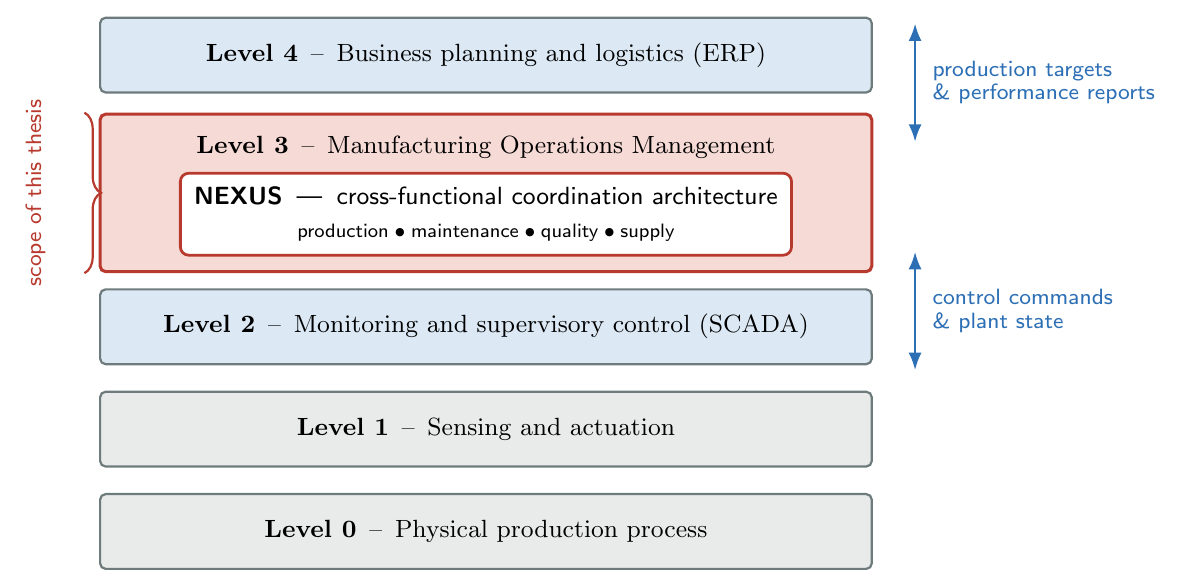 Level 4 – Business planning and logistics (ERP)
production targets
& performance reports
scope of this thesis
Level 3 – Manufacturing Operations Management
NEXUS — cross-functional coordination architecture
production • maintenance • quality • supply
control commands
& plant state
Level 2 – Monitoring and supervisory control (SCADA)
Level 1 – Sensing and actuation
Level 0 – Physical production process